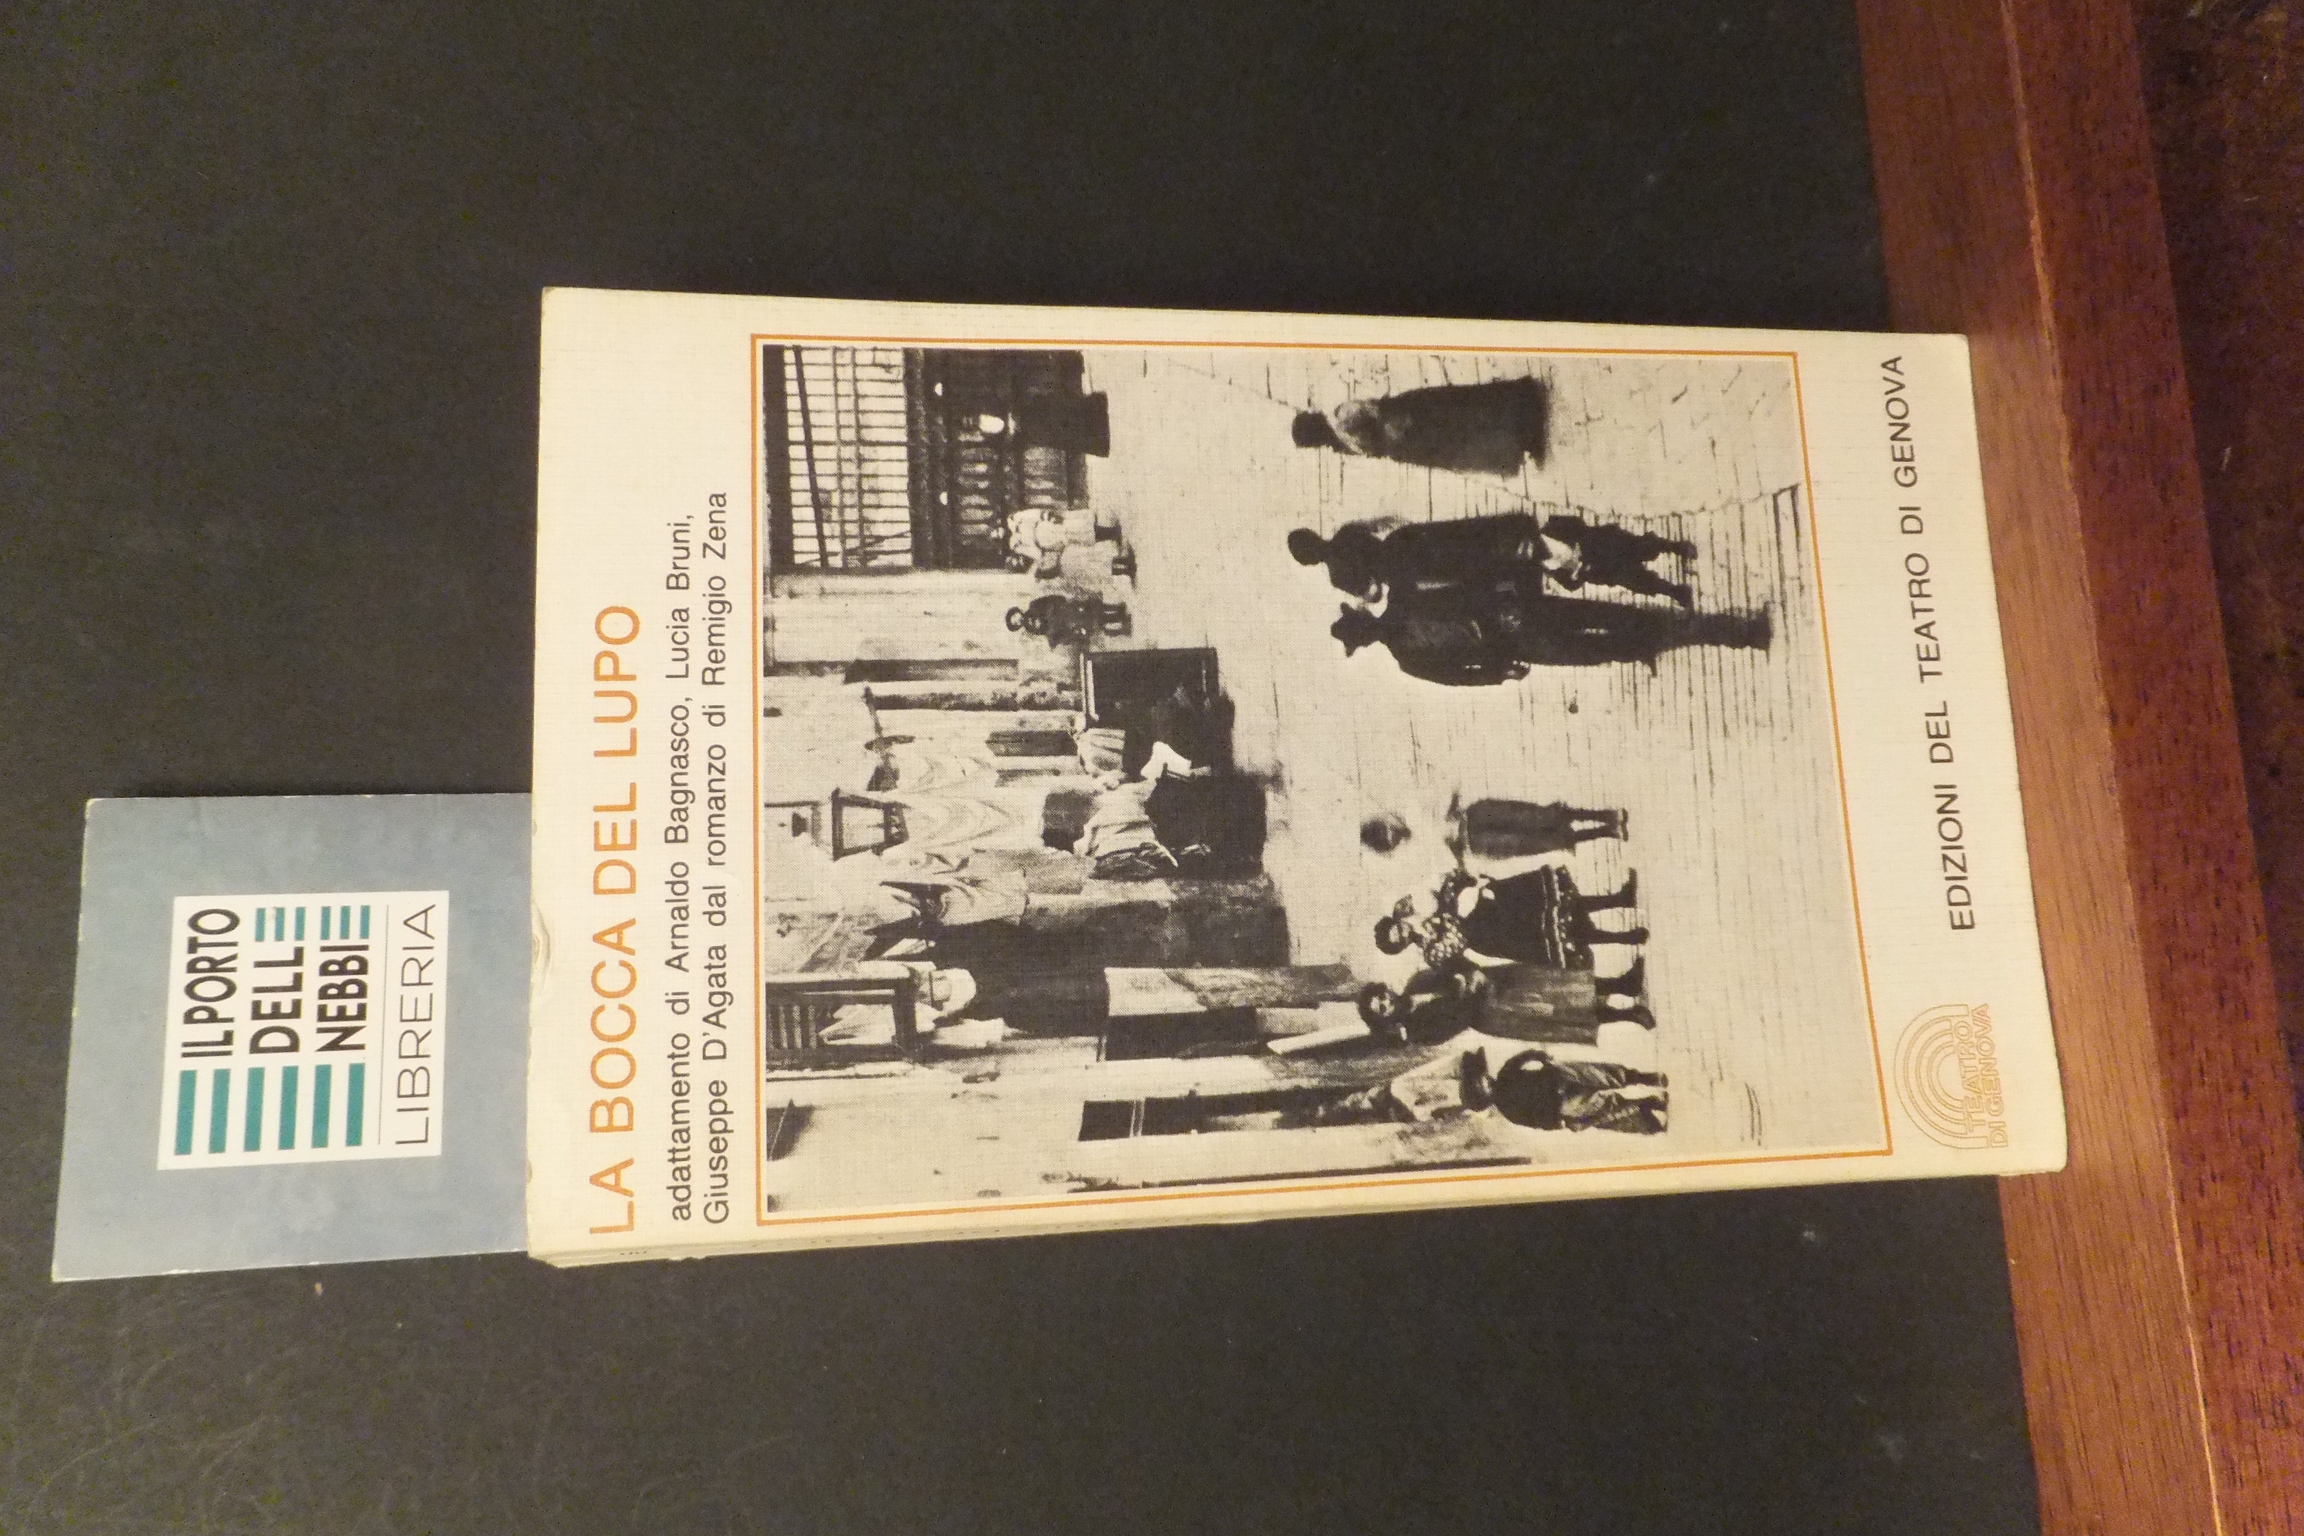 IL PORTO
DELLE
NEBBIE
LIBRERIA
LA BOCCA DEL LUPO
adattamento di Arnaldo Bagnasco, Lucia Bruni,
Giuseppe D'Agata dal romanzo di Remigio Zena
TEATRO
DI GENOVA
EDIZIONI DEL TEATRO DI GENOVA